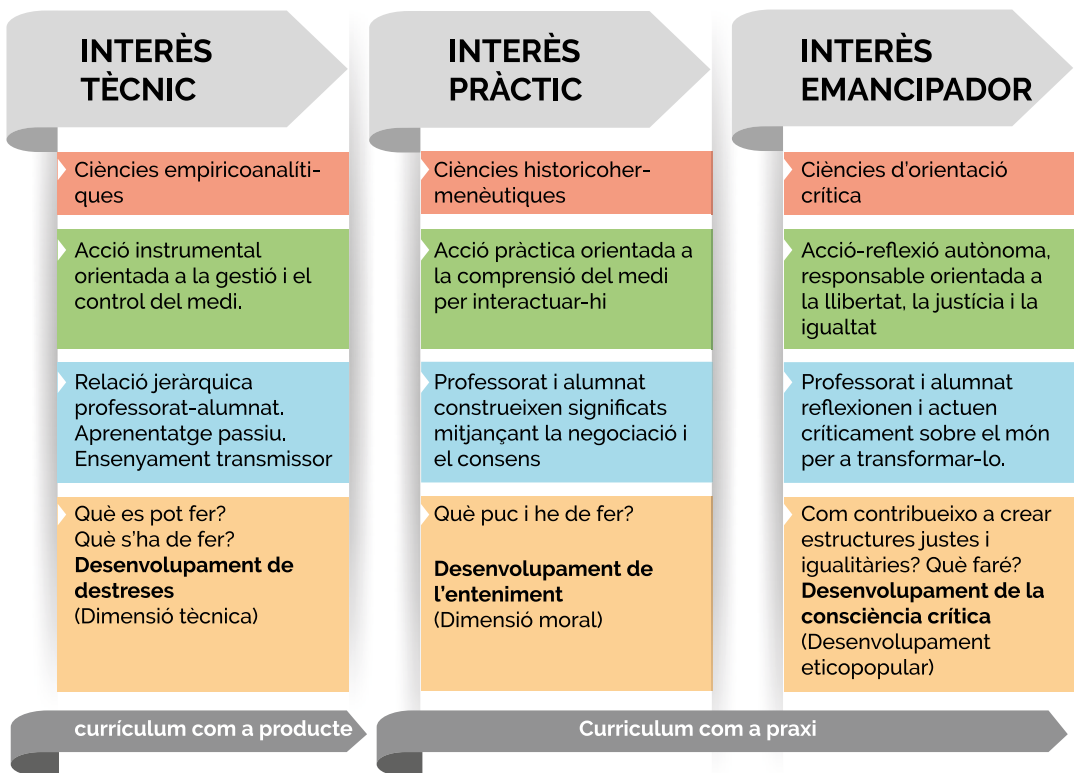 INTERÈS
TÈCNIC
Ciències empiricoanalíti-
ques
Acció instrumental
orientada a la gestió i el
control del medi.
Relació jeràrquica
professorat-alumnat.
Aprenentatge passiu.
Ensenyament transmissor
Què es pot fer?
Què s'ha de fer?
Desenvolupament de
destreses
(Dimensió tècnica)
INTERÈS
PRÀCTIC
Ciències historicoher-
menèutiques
Acció pràctica orientada a
la comprensió del medi
per interactuar-hi
Professorat i alumnat
construeixen significats
mitjançant la negociació i
el consens
Què puc i he de fer?
Desenvolupament de
l'enteniment
(Dimensió moral)
INTERÈS
EMANCIPADOR
Ciències d'orientació
crítica
Acció-reflexió autònoma,
responsable orientada a
la llibertat, la justícia i la
igualtat
Professorat i alumnat
reflexionen i actuen
críticament sobre el món
per a transformar-lo.
Com contribueixo a crear
estructures justes i
igualitàries? Què faré?
Desenvolupament de la
consciència crítica
(Desenvolupament
eticopopular)
currículum com a producte
Curriculum com a praxi